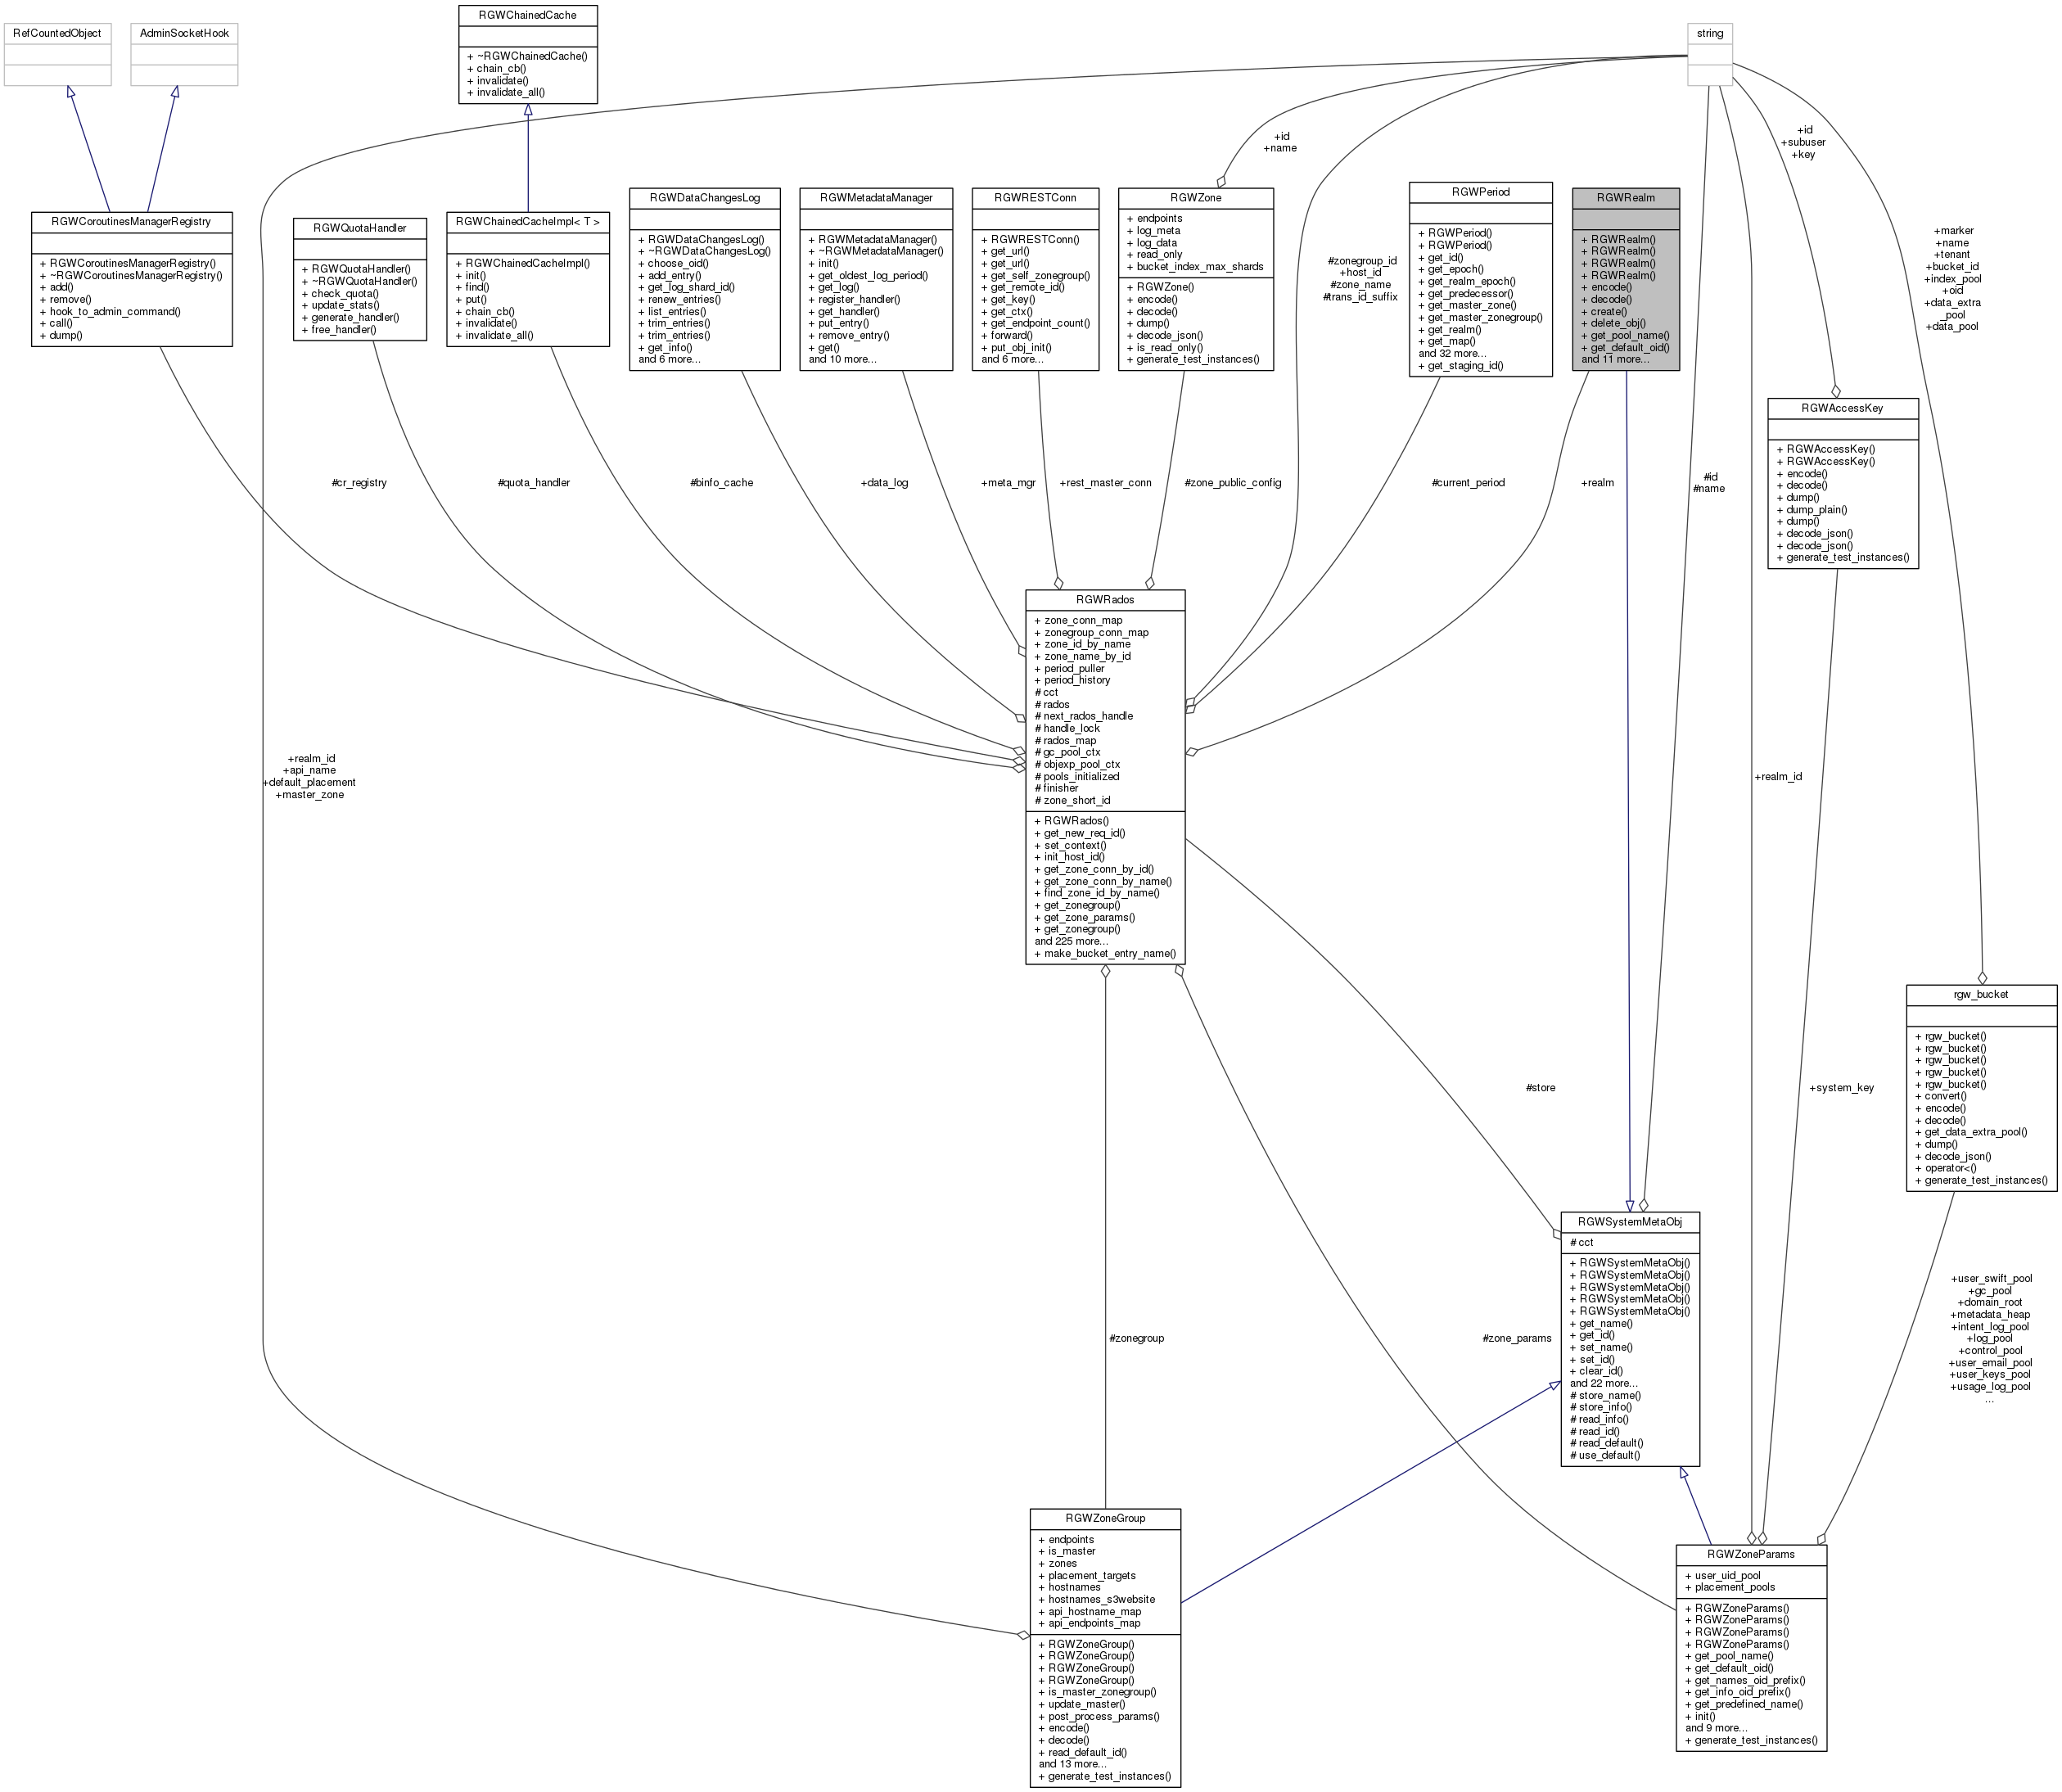 RefCountedObject
AdminSocketHook
RGWChainedCache
+ ~RGWChainedCache()
+ chain_cb()
+ invalidate()
+ invalidate_all()
string
+id
+name
+id
+subuser
+key
RGWCoroutinesManagerRegistry
+ RGWCoroutinesManagerRegistry()
+ ~RGWCoroutinesManagerRegistry()
+ add()
+ remove()
+ hook_to_admin_command()
+ call()
+ dump()
RGWQuotaHandler
+ RGWQuotaHandler()
+ ~RGWQuotaHandler()
+ check_quota()
+ update_stats()
+ generate_handler()
+ free_handler()
RGWChainedCacheImpl< T >
+ RGWChainedCacheImpl()
+ init()
+ find()
+ put()
+ chain_cb()
+ invalidate()
+ invalidate_all()
RGWDataChangesLog
+ RGWDataChangesLog()
+ ~RGWDataChangesLog()
+ choose_oid()
+ add_entry()
+ get_log_shard_id()
+ renew_entries()
+ list_entries()
+ trim_entries()
+ trim_entries()
+ get_info()
and 6 more...
RGWMetadataManager
+ RGWMetadataManager()
+ ~RGWMetadataManager()
+ init()
+ get_oldest_log_period()
+ get_log()
+ register_handler()
+ get_handler()
+ put_entry()
+ remove_entry()
+ get()
and 10 more...
RGWRESTConn
+ RGWRESTConn()
+ get_url()
+ get_url()
+ get_self_zonegroup()
+ get_remote_id()
+ get_key()
+ get_ctx()
+ get_endpoint_count()
+ forward()
+ put_obj_init()
and 6 more...
RGWZone
+ endpoints
+ log_meta
+ log_data
+ read_only
+ bucket_index_max_shards
+ RGWZone()
+ encode()
+ decode()
+ dump()
+ decode_json()
+ is_read_only()
+ generate_test_instances()
#zonegroup_id
+host_id
#zone_name
#trans_id_suffix
RGWPeriod
+ RGWPeriod()
+ RGWPeriod()
+ get_id()
+ get_epoch()
+ get_realm_epoch()
+ get_predecessor()
+ get_master_zone()
+ get_master_zonegroup()
+ get_realm()
+ get_map()
and 32 more...
+ get_staging_id()
RGWRealm
+ RGWRealm()
+ RGWRealm()
+ RGWRealm()
+ RGWRealm()
+ encode()
+ decode()
+ create()
+ delete_obj()
+ get_pool_name()
+ get_default_oid()
and 11 more...
+marker
+name
+tenant
+bucket_id
+index_pool
+oid
+data_extra
_pool
+data_pool
RGWAccessKey
+ RGWAccessKey()
+ RGWAccessKey()
+ encode()
+ decode()
+ dump()
+ dump_plain()
+ dump()
+ decode_json()
+ decode_json()
+ generate_test_instances()
#cr_registry
#quota_handler
#binfo_cache
+data_log
+meta_mgr
+rest_master_conn
#zone_public_config
#current_period
+realm
#id
#name
RGWRados
+ zone_conn_map
+ zonegroup_conn_map
+ zone_id_by_name
+ zone_name_by_id
+ period_puller
+ period_history
# cct
# rados
# next_rados_handle
# handle_lock
# rados_map
# gc_pool_ctx
# objexp_pool_ctx
# pools_initialized
# finisher
# zone_short_id
+ RGWRados()
+ get_new_req_id()
+ set_context()
+ init_host_id()
+ get_zone_conn_by_id()
+ get_zone_conn_by_name()
+ find_zone_id_by_name()
+ get_zonegroup()
+ get_zone_params()
+ get_zonegroup()
and 225 more...
+ make_bucket_entry_name()
+realm_id
+api_name
+default_placement
+master_zone
+realm_id
rgw_bucket
+ rgw_bucket()
+ rgw_bucket()
+ rgw_bucket()
+ rgw_bucket()
+ rgw_bucket()
+ convert()
+ encode()
+ decode()
+ get_data_extra_pool()
+ dump()
+ decode_json()
+ operator<()
+ generate_test_instances()
#store
+system_key
RGWSystemMetaObj
# cct
+ RGWSystemMetaObj()
+ RGWSystemMetaObj()
+ RGWSystemMetaObj()
+ RGWSystemMetaObj()
+ RGWSystemMetaObj()
+ get_name()
+ get_id()
+ set_name()
+ set_id()
+ clear_id()
and 22 more...
# store_name()
# store_info()
# read_info()
# read_id()
# read_default()
# use_default()
+user_swift_pool
+gc_pool
+domain_root
+metadata_heap
+intent_log_pool
+log_pool
+control_pool
+user_email_pool
+user_keys_pool
+usage_log_pool
...
#zonegroup
#zone_params
RGWZoneGroup
+ endpoints
+ is_master
+ zones
+ placement_targets
+ hostnames
+ hostnames_s3website
+ api_hostname_map
+ api_endpoints_map
+ RGWZoneGroup()
+ RGWZoneGroup()
+ RGWZoneGroup()
+ RGWZoneGroup()
+ is_master_zonegroup()
+ update_master()
+ post_process_params()
+ encode()
+ decode()
+ read_default_id()
and 13 more...
+ generate_test_instances()
RGWZoneParams
+ user_uid_pool
+ placement_pools
+ RGWZoneParams()
+ RGWZoneParams()
+ RGWZoneParams()
+ RGWZoneParams()
+ get_pool_name()
+ get_default_oid()
+ get_names_oid_prefix()
+ get_info_oid_prefix()
+ get_predefined_name()
+ init()
and 9 more...
+ generate_test_instances()